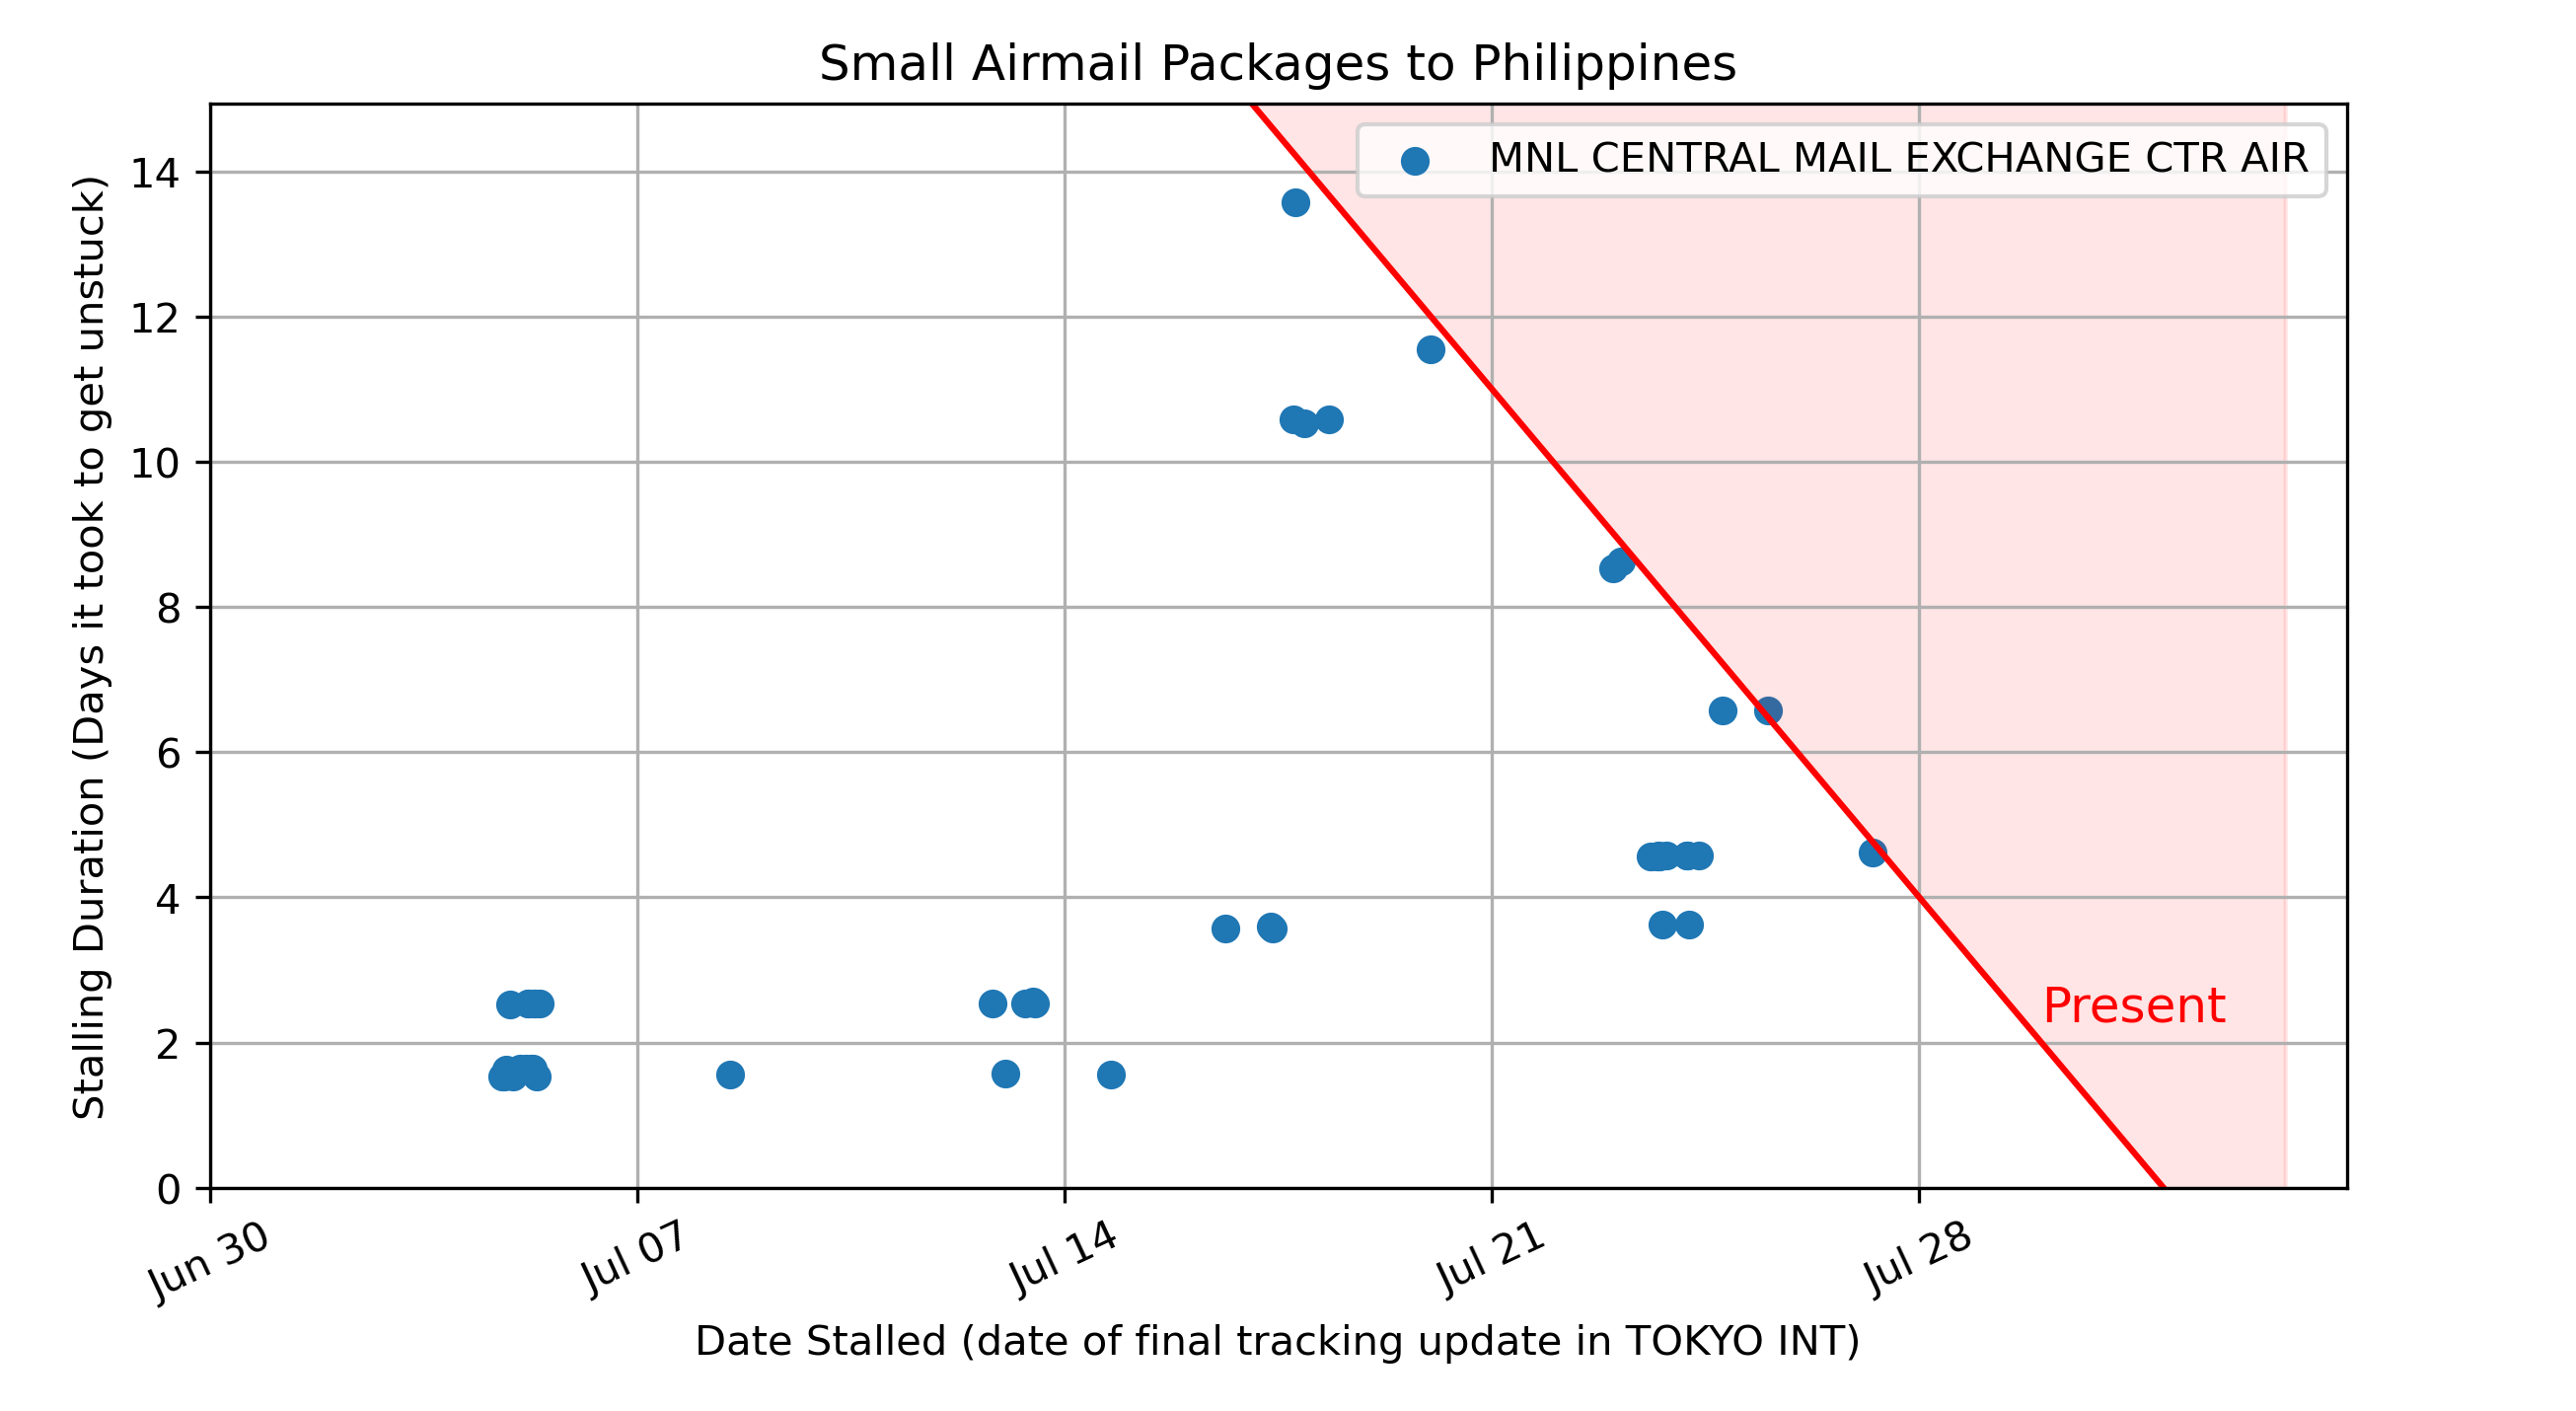 Small Airmail Packages to Philippines
MNL CENTRAL MAIL EXCHANGE CTR AIR
Stalling Duration (Days it took to get unstuck)
14
12
10
8
6
4
2
0
Present
Jun 30
Jul 07
Jul 14
Jul 21
Jul 28
Date Stalled (date of final tracking update in TOKYO INT)